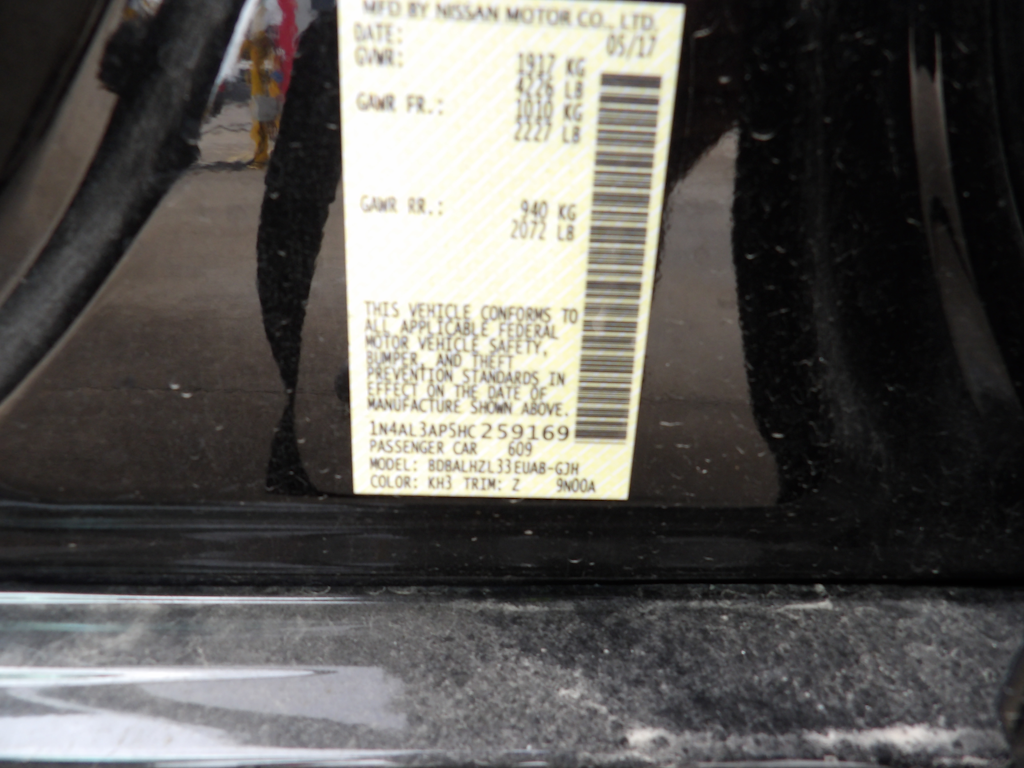 MFD BY NISSAN MOTOR CO., LTD.
DATE: 05/17
GVWR: 1917 KG
4226 LB
GAWR FR.: 1010 KG
2227 LB
GAWR RR.: 940 KG
2072 LB
THIS VEHICLE CONFORMS TO
ALL APPLICABLE FEDERAL
MOTOR VEHICLE SAFETY,
BUMPER, AND THEFT
PREVENTION STANDARDS IN
EFFECT ON THE DATE OF
MANUFACTURE SHOWN ABOVE.
1N4AL3AP5HC259169
PASSENGER CAR 609
MODEL: BDBALHZL33EUAB-GJH
COLOR: KH3 TRIM: Z 9N00A